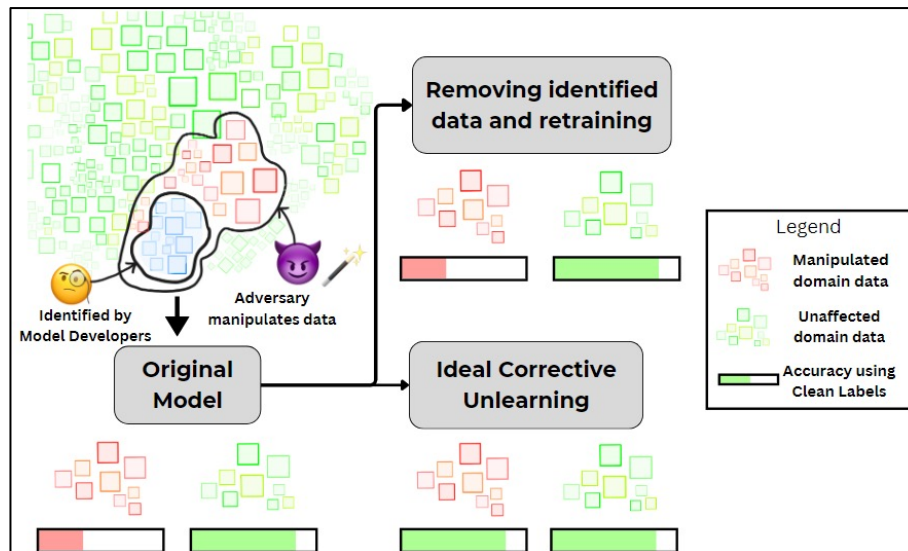 Removing identified
data and retraining
Legend
Manipulated
domain data
Unaffected
domain data
Accuracy using
Clean Labels
Identified by
Model Developers
Adversary
manipulates data
Original
Model
Ideal Corrective
Unlearning